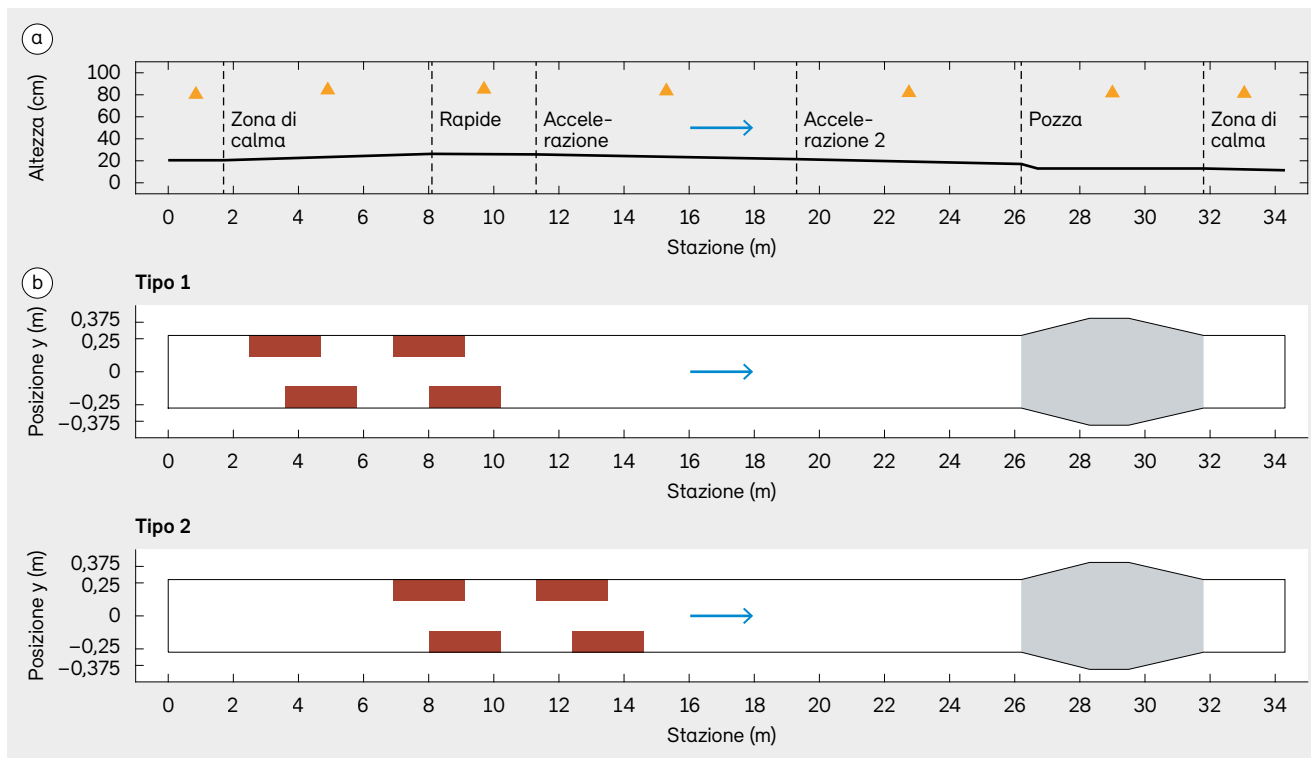 a
Altezza (cm)
100
80
60
40
20
0
Zona di
calma
Rapide
Accele-
razione
Accele-
razione 2
Pozza
Zona di
calma
0 2 4 6 8 10 12 14 16 18 20 22 24 26 28 30 32 34
Stazione (m)
b
Tipo 1
Posizione y (m)
0,375
0,25
0
−0,25
−0,375
0 2 4 6 8 10 12 14 16 18 20 22 24 26 28 30 32 34
Stazione (m)
Tipo 2
Posizione y (m)
0,375
0,25
0
−0,25
−0,375
0 2 4 6 8 10 12 14 16 18 20 22 24 26 28 30 32 34
Stazione (m)